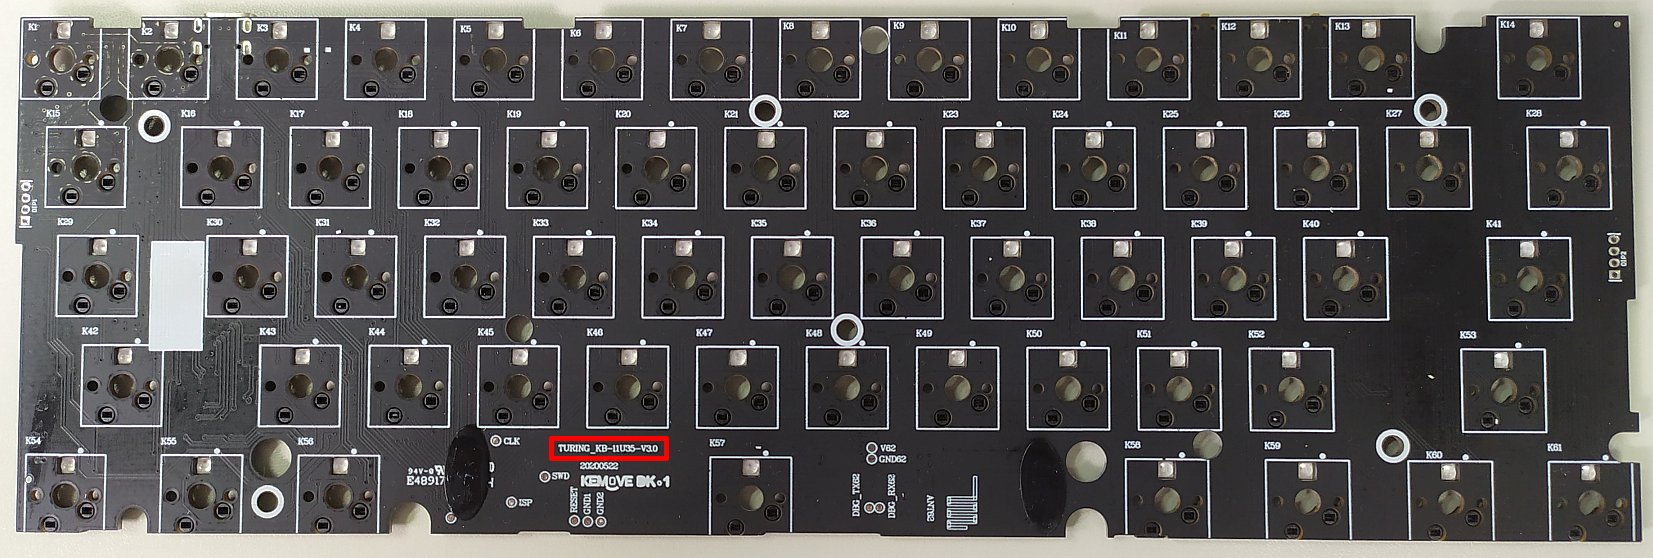 K1 K2 K3 K4 K5 K6 K7 K8 K9 K10 K11 K12 K13 K14
K15 K16 K17 K18 K19 K20 K21 K22 K23 K24 K25 K26 K27 K28
DIP1
K29 K30 K31 K32 K33 K34 K35 K36 K37 K38 K39 K40 K41
DIP2
K42 K43 K44 K45 K46 K47 K48 K49 K50 K51 K52 K53
K54 K55 K56 K57 K58 K59 K60 K61
CLK
TURING_KB-11U35-V3.0
V62
GND62
20200522
94V-0
SWD
KEMOVE DK.1
ISP
RESET
GND1
GND2
DBG_TX62
DBG_RX62
ANT62